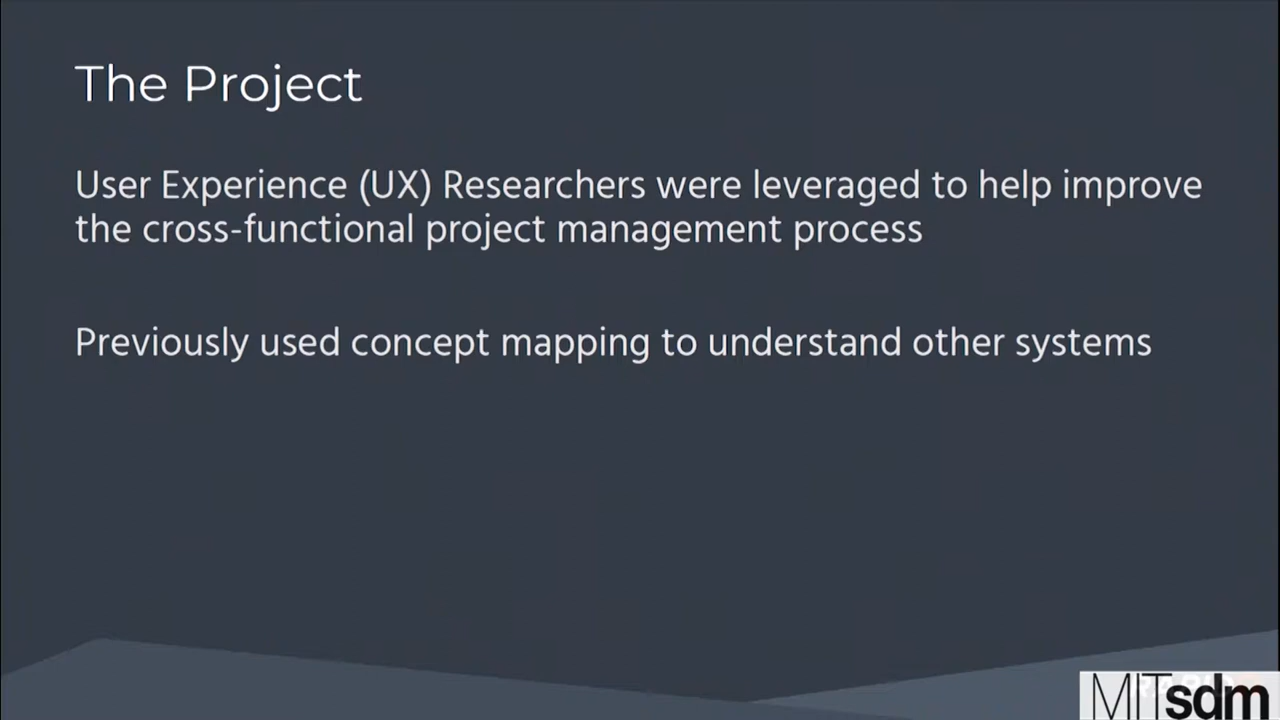 The Project
User Experience (UX) Researchers were leveraged to help improve
the cross-functional project management process
Previously used concept mapping to understand other systems
MITsdm